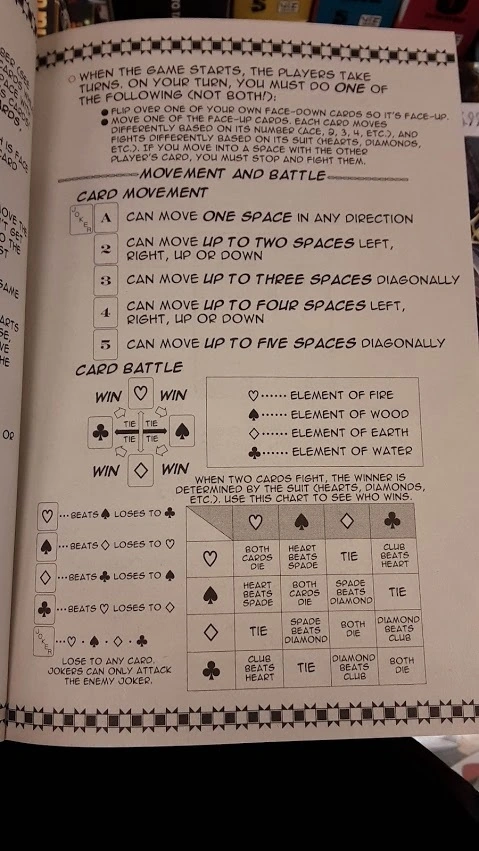 ○ WHEN THE GAME STARTS, THE PLAYERS TAKE
TURNS. ON YOUR TURN, YOU MUST DO ONE OF
THE FOLLOWING (NOT BOTH!):
● FLIP OVER ONE OF YOUR OWN FACE-DOWN CARDS SO IT'S FACE-UP.
● MOVE ONE OF THE FACE-UP CARDS. EACH CARD MOVES
DIFFERENTLY BASED ON ITS NUMBER (ACE, 2, 3, 4, ETC.), AND
FIGHTS DIFFERENTLY BASED ON ITS SUIT (HEARTS, DIAMONDS,
ETC.). IF YOU MOVE INTO A SPACE WITH THE OTHER
PLAYER'S CARD, YOU MUST STOP AND FIGHT THEM.
MOVEMENT AND BATTLE
CARD MOVEMENT
JOKER A CAN MOVE ONE SPACE IN ANY DIRECTION
2 CAN MOVE UP TO TWO SPACES LEFT,
RIGHT, UP OR DOWN
3 CAN MOVE UP TO THREE SPACES DIAGONALLY
4 CAN MOVE UP TO FOUR SPACES LEFT,
RIGHT, UP OR DOWN
5 CAN MOVE UP TO FIVE SPACES DIAGONALLY
CARD BATTLE
WIN ♡ WIN
TIE TIE
♣ ♠
TIE TIE
WIN ♢ WIN
♡······ ELEMENT OF FIRE
♠······ ELEMENT OF WOOD
♢······ ELEMENT OF EARTH
♣······ ELEMENT OF WATER
WHEN TWO CARDS FIGHT, THE WINNER IS
DETERMINED BY THE SUIT (HEARTS, DIAMONDS,
ETC.). USE THIS CHART TO SEE WHO WINS.
♡ ···BEATS ♠ LOSES TO ♣
♠ ···BEATS ♢ LOSES TO ♡
♢ ···BEATS ♣ LOSES TO ♠
♣ ···BEATS ♡ LOSES TO ♢
JOKER ···♡ · ♠ · ♢ · ♣
LOSE TO ANY CARD.
JOKERS CAN ONLY ATTACK
THE ENEMY JOKER.
♡ ♠ ♢ ♣
♡ BOTH CARDS DIE HEART BEATS SPADE TIE CLUB BEATS HEART
♠ HEART BEATS SPADE BOTH CARDS DIE SPADE BEATS DIAMOND TIE
♢ TIE SPADE BEATS DIAMOND BOTH DIE DIAMOND BEATS CLUB
♣ CLUB BEATS HEART TIE DIAMOND BEATS CLUB BOTH DIE